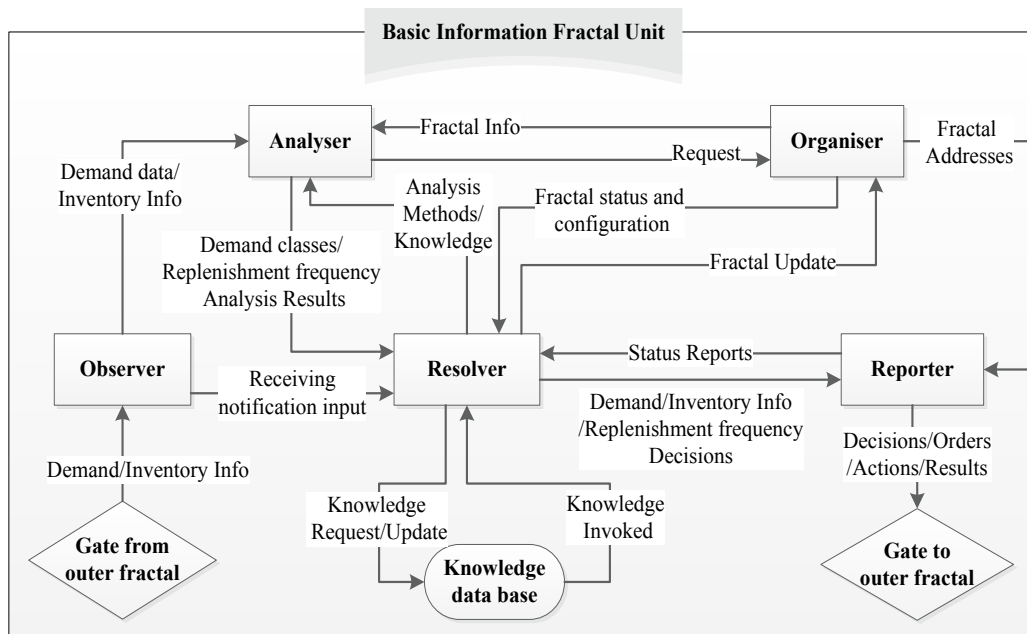 Basic Information Fractal Unit
Analyser
Fractal Info
Organiser
Fractal
Addresses
Request
Demand data/
Inventory Info
Analysis
Methods/
Knowledge
Fractal status and
configuration
Demand classes/
Replenishment frequency
Analysis Results
Fractal Update
Observer
Resolver
Status Reports
Reporter
Receiving
notification input
Demand/Inventory Info
/Replenishment frequency
Decisions
Decisions/Orders
/Actions/Results
Demand/Inventory Info
Knowledge
Request/Update
Knowledge
Invoked
Gate from
outer fractal
Knowledge
data base
Gate to
outer fractal